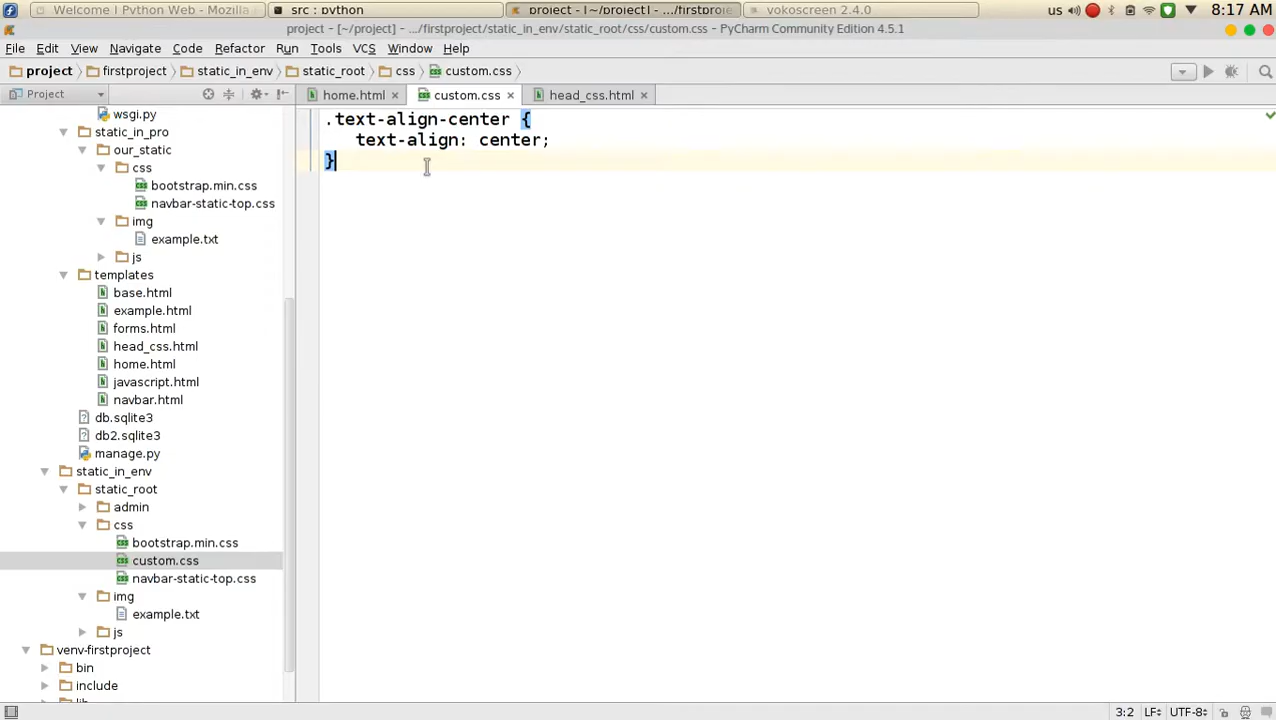 Welcome | Python Web - Mozilla
src : python
project - [~/project] - .../firstproje
vokoscreen 2.4.0
us
8:17 AM
project - [~/project] - .../firstproject/static_in_env/static_root/css/custom.css - PyCharm Community Edition 4.5.1
File Edit View Navigate Code Refactor Run Tools VCS Window Help
project firstproject static_in_env static_root css custom.css
Project
home.html custom.css head_css.html
wsgi.py
static_in_pro
our_static
css
bootstrap.min.css
navbar-static-top.css
img
example.txt
js
templates
base.html
example.html
forms.html
head_css.html
home.html
javascript.html
navbar.html
db.sqlite3
db2.sqlite3
manage.py
static_in_env
static_root
admin
css
bootstrap.min.css
custom.css
navbar-static-top.css
img
example.txt
js
venv-firstproject
bin
include
.text-align-center {
text-align: center;
}
3:2 LF UTF-8